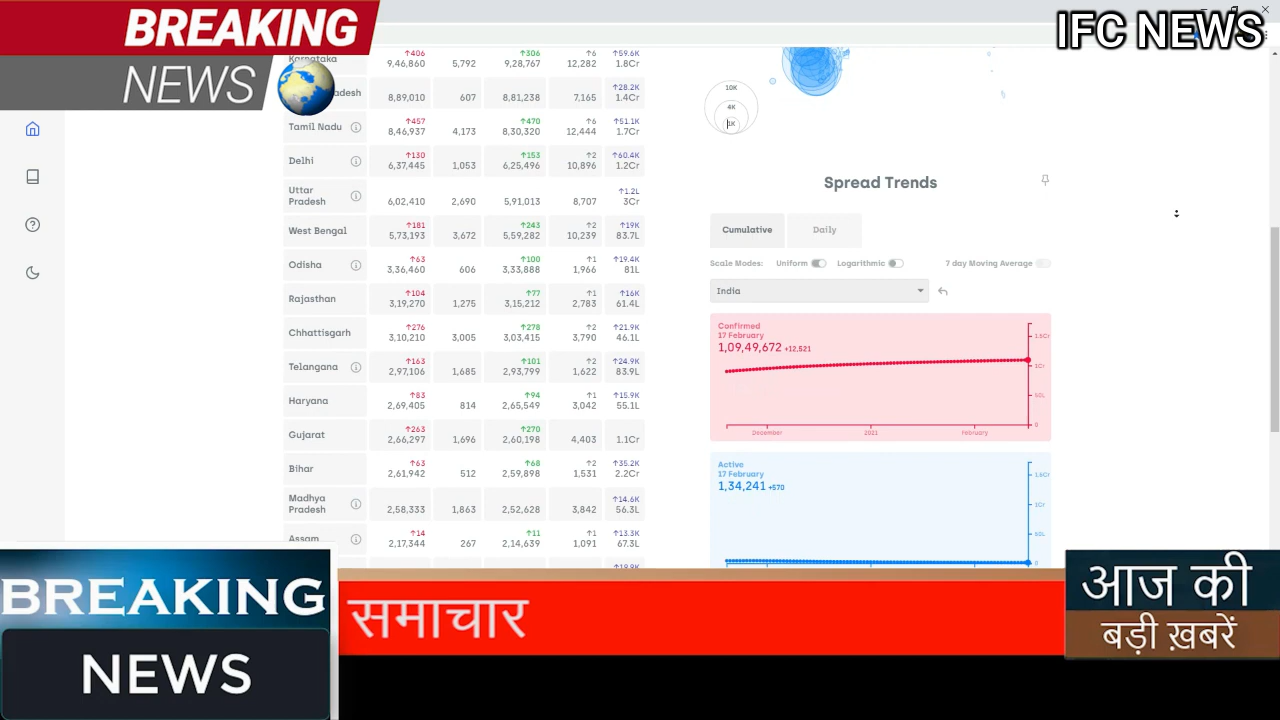 BREAKING
NEWS
IFC NEWS
↑406 ↑306 ↑6 ↑59.6K
Karnataka 9,46,860 5,792 9,28,767 12,282 1.8Cr
↑28.2K
adesh 8,89,010 607 8,81,238 7,165 1.4Cr
↑457 ↑470 ↑6 ↑51.1K
Tamil Nadu 8,46,937 4,173 8,30,320 12,444 1.7Cr
↑130 ↑153 ↑2 ↑60.4K
Delhi 6,37,445 1,053 6,25,496 10,896 1.2Cr
↑1.2L
Uttar
Pradesh 6,02,410 2,690 5,91,013 8,707 3Cr
↑181 ↑243 ↑2 ↑19K
West Bengal 5,73,193 3,672 5,59,282 10,239 83.7L
↑63 ↑100 ↑1 ↑19.4K
Odisha 3,36,460 606 3,33,888 1,966 81L
↑104 ↑77 ↑1 ↑16K
Rajasthan 3,19,270 1,275 3,15,212 2,783 61.4L
↑276 ↑278 ↑2 ↑21.9K
Chhattisgarh 3,10,210 3,005 3,03,415 3,790 46.1L
↑163 ↑101 ↑2 ↑24.9K
Telangana 2,97,106 1,685 2,93,799 1,622 83.9L
↑83 ↑94 ↑1 ↑15.9K
Haryana 2,69,405 814 2,65,549 3,042 55.1L
↑263 ↑270
Gujarat 2,66,297 1,696 2,60,198 4,403 1.1Cr
↑63 ↑68 ↑2 ↑35.2K
Bihar 2,61,942 512 2,59,898 1,531 2.2Cr
↑14.6K
Madhya
Pradesh 2,58,333 1,863 2,52,628 3,842 56.3L
↑14 ↑11 ↑1 ↑13.3K
Assam 2,17,344 267 2,14,639 1,091 67.3L
10K
4K
1K
Spread Trends
Cumulative Daily
Scale Modes: Uniform Logarithmic 7 day Moving Average
India
Confirmed
17 February
1,09,49,672 +12,521
1.5Cr
1Cr
50L
0
December 2021 February
Active
17 February
1,34,241 +570
1.5Cr
1Cr
50L
0
BREAKING
NEWS
समाचार
आज की
बड़ी ख़बरें